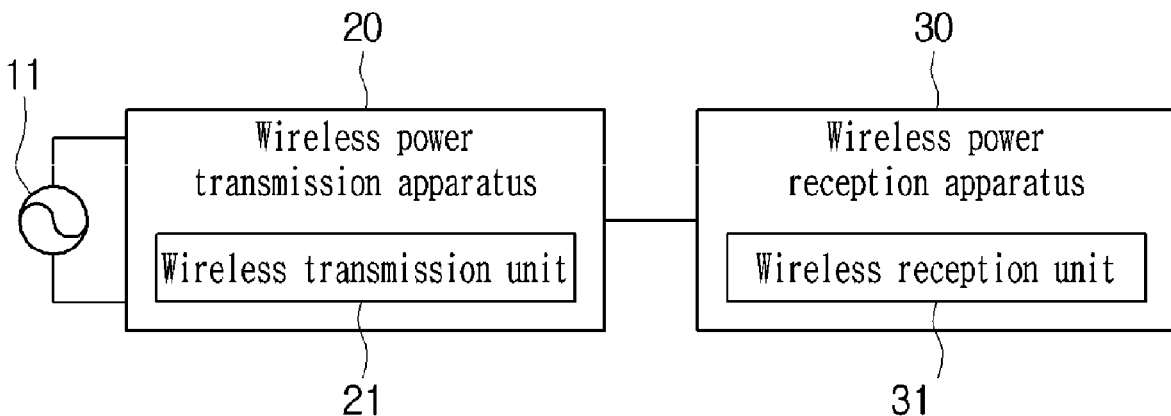 20
30
11
Wireless power
transmission apparatus
Wireless power
reception apparatus
Wireless transmission unit
Wireless reception unit
21
31